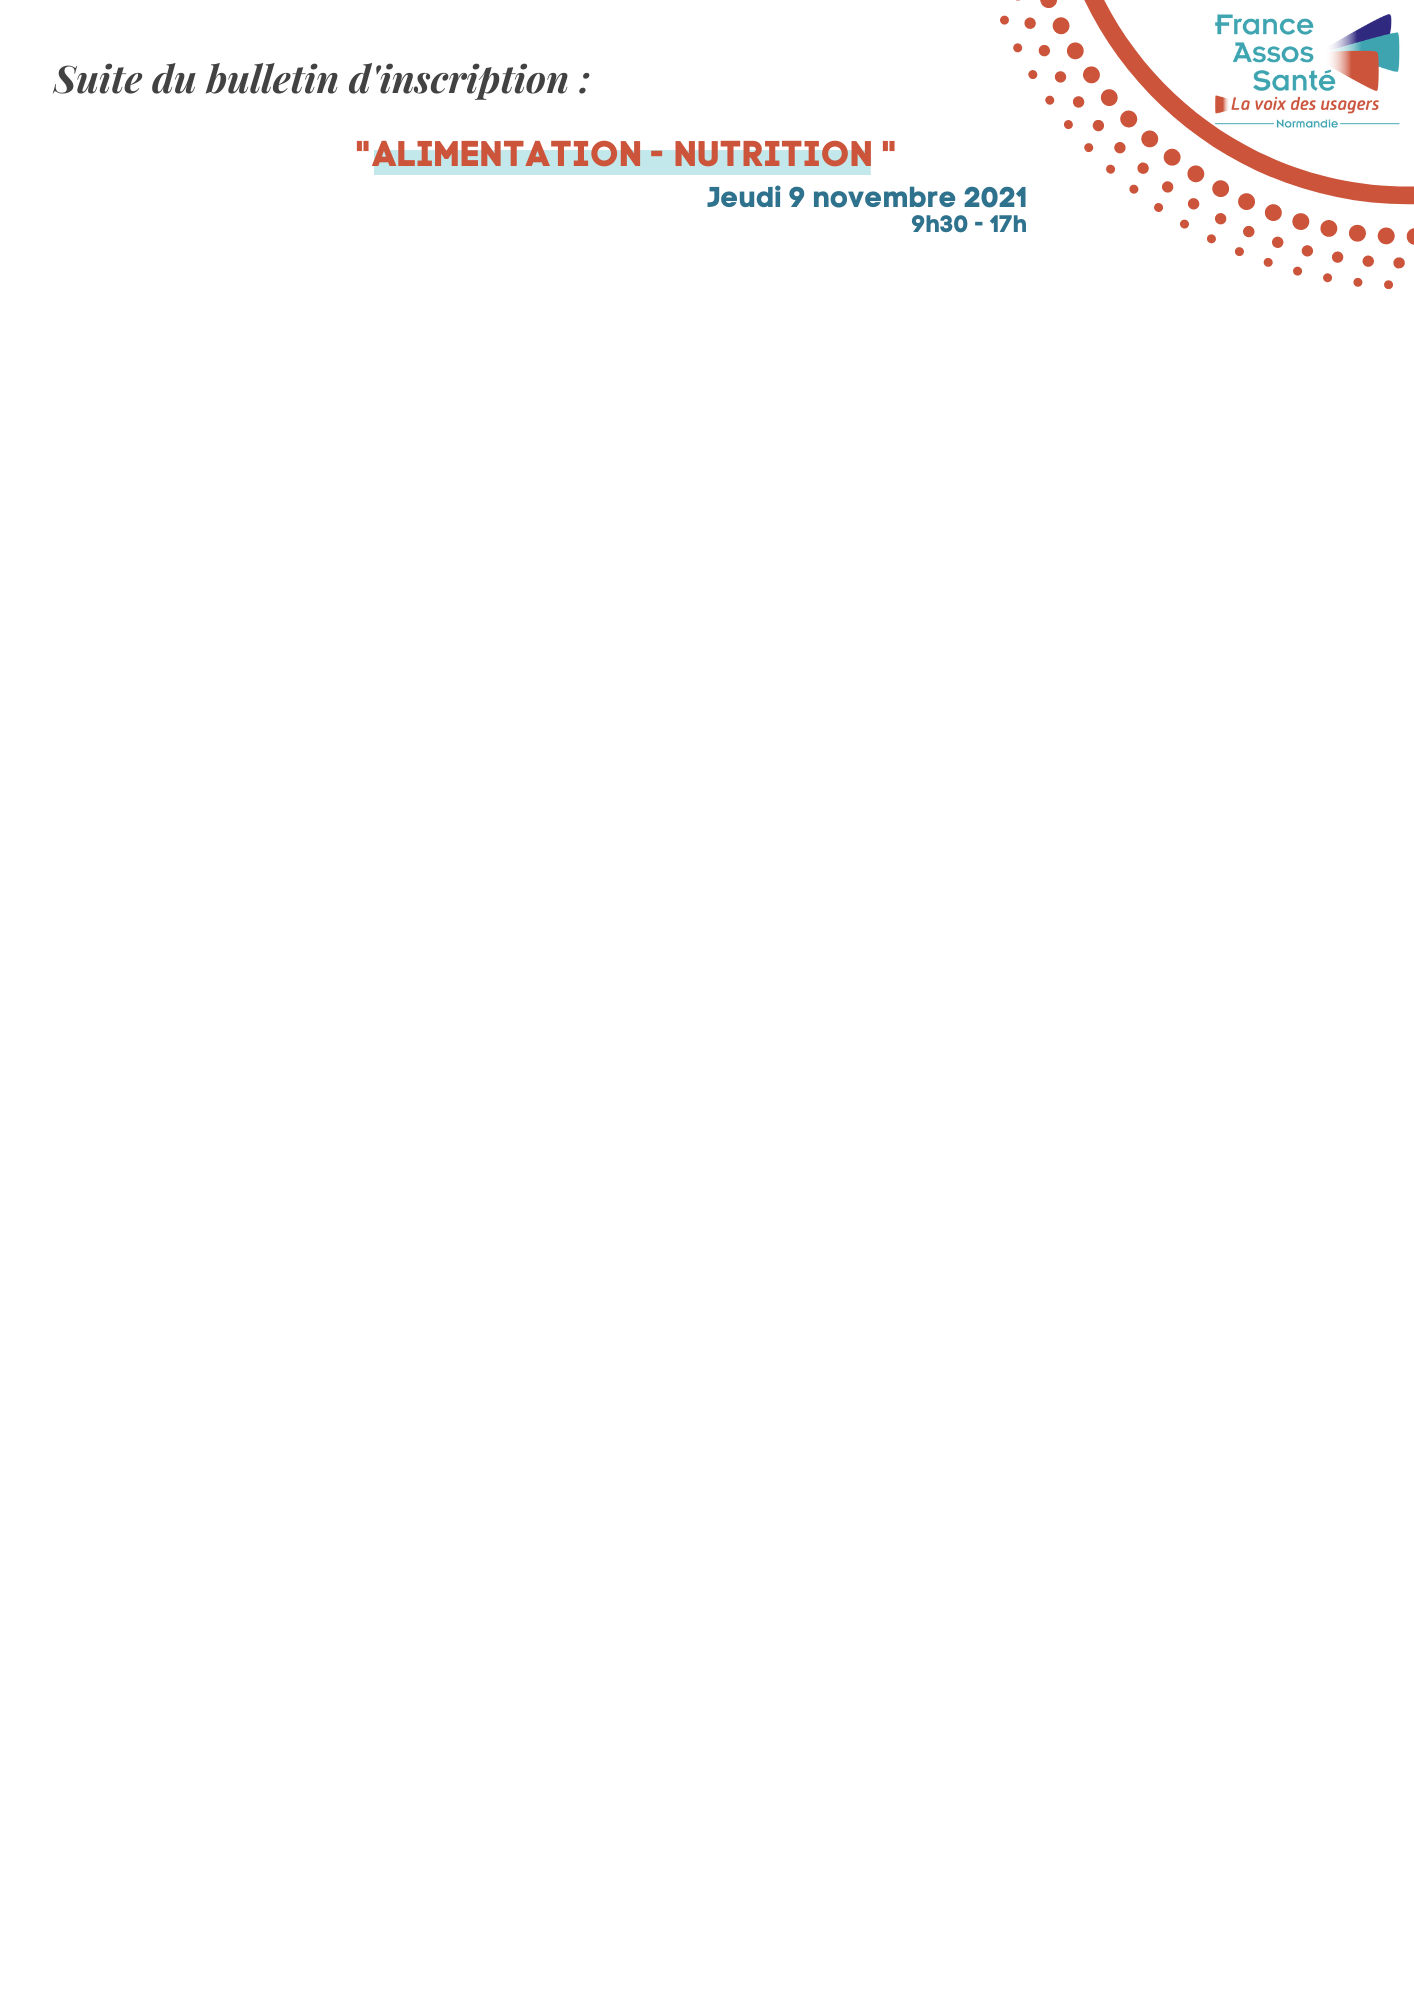 France
Assos
Santé
La voix des usagers
Normandie
Suite du bulletin d'inscription :
"ALIMENTATION - NUTRITION "
Jeudi 9 novembre 2021
9h30 - 17h